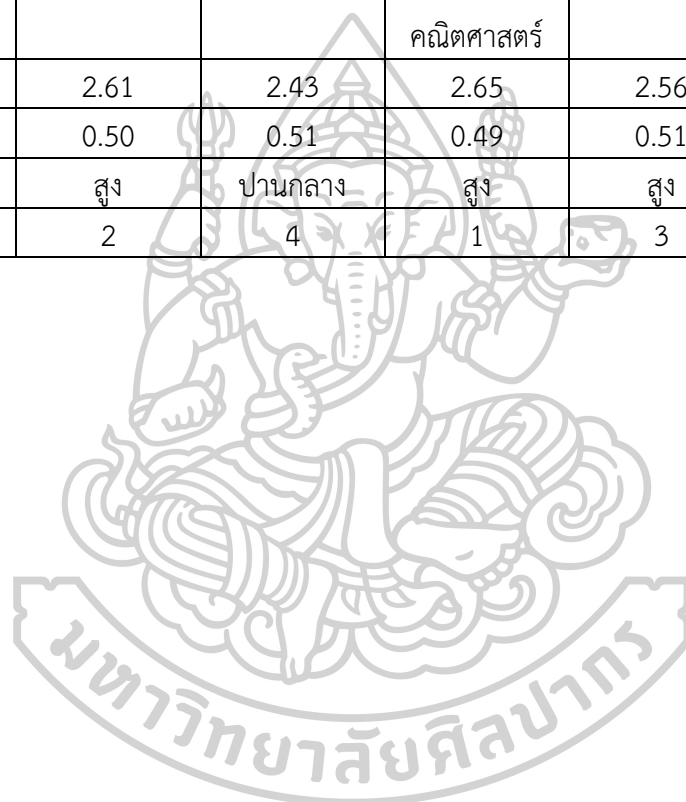 คณิตศาสตร์
2.61 2.43 2.65 2.56
0.50 0.51 0.49 0.51
สูง ปานกลาง สูง สูง
2 4 1 3
มหาวิทยาลัยศิลปากร